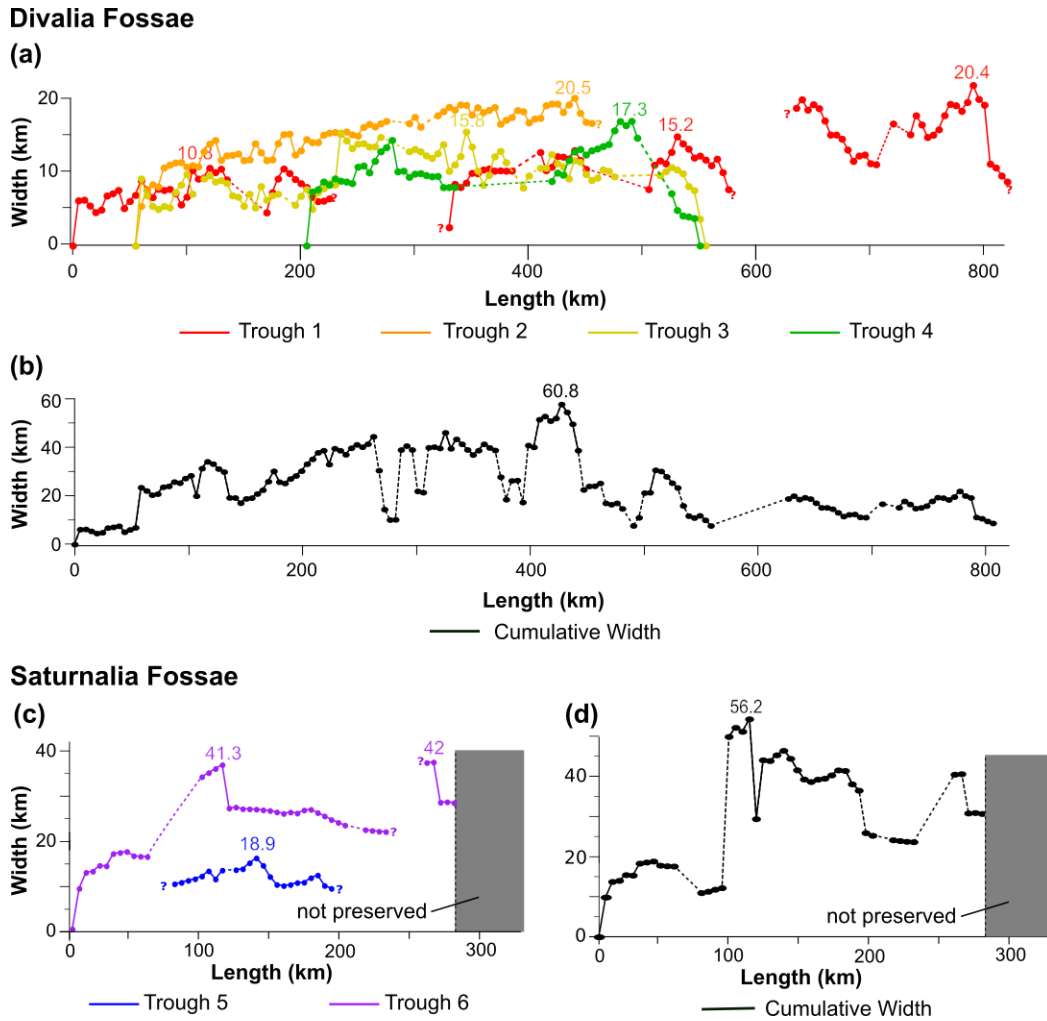 Divalia Fossae
(a)
20.5 20.4
17.3
15.8 15.2
10.8
Width (km)
20
10
0
? ? ? ? ? ?
0 200 400 600 800
Length (km)
Trough 1 Trough 2 Trough 3 Trough 4
(b)
60.8
Width (km)
60
40
20
0
0 200 400 600 800
Length (km)
Cumulative Width
Saturnalia Fossae
(c)
41.3 42
18.9
Width (km)
40
20
0
? ? ? ? ?
not preserved
0 100 200 300
Length (km)
Trough 5 Trough 6
(d)
56.2
40
20
0
not preserved
0 100 200 300
Length (km)
Cumulative Width